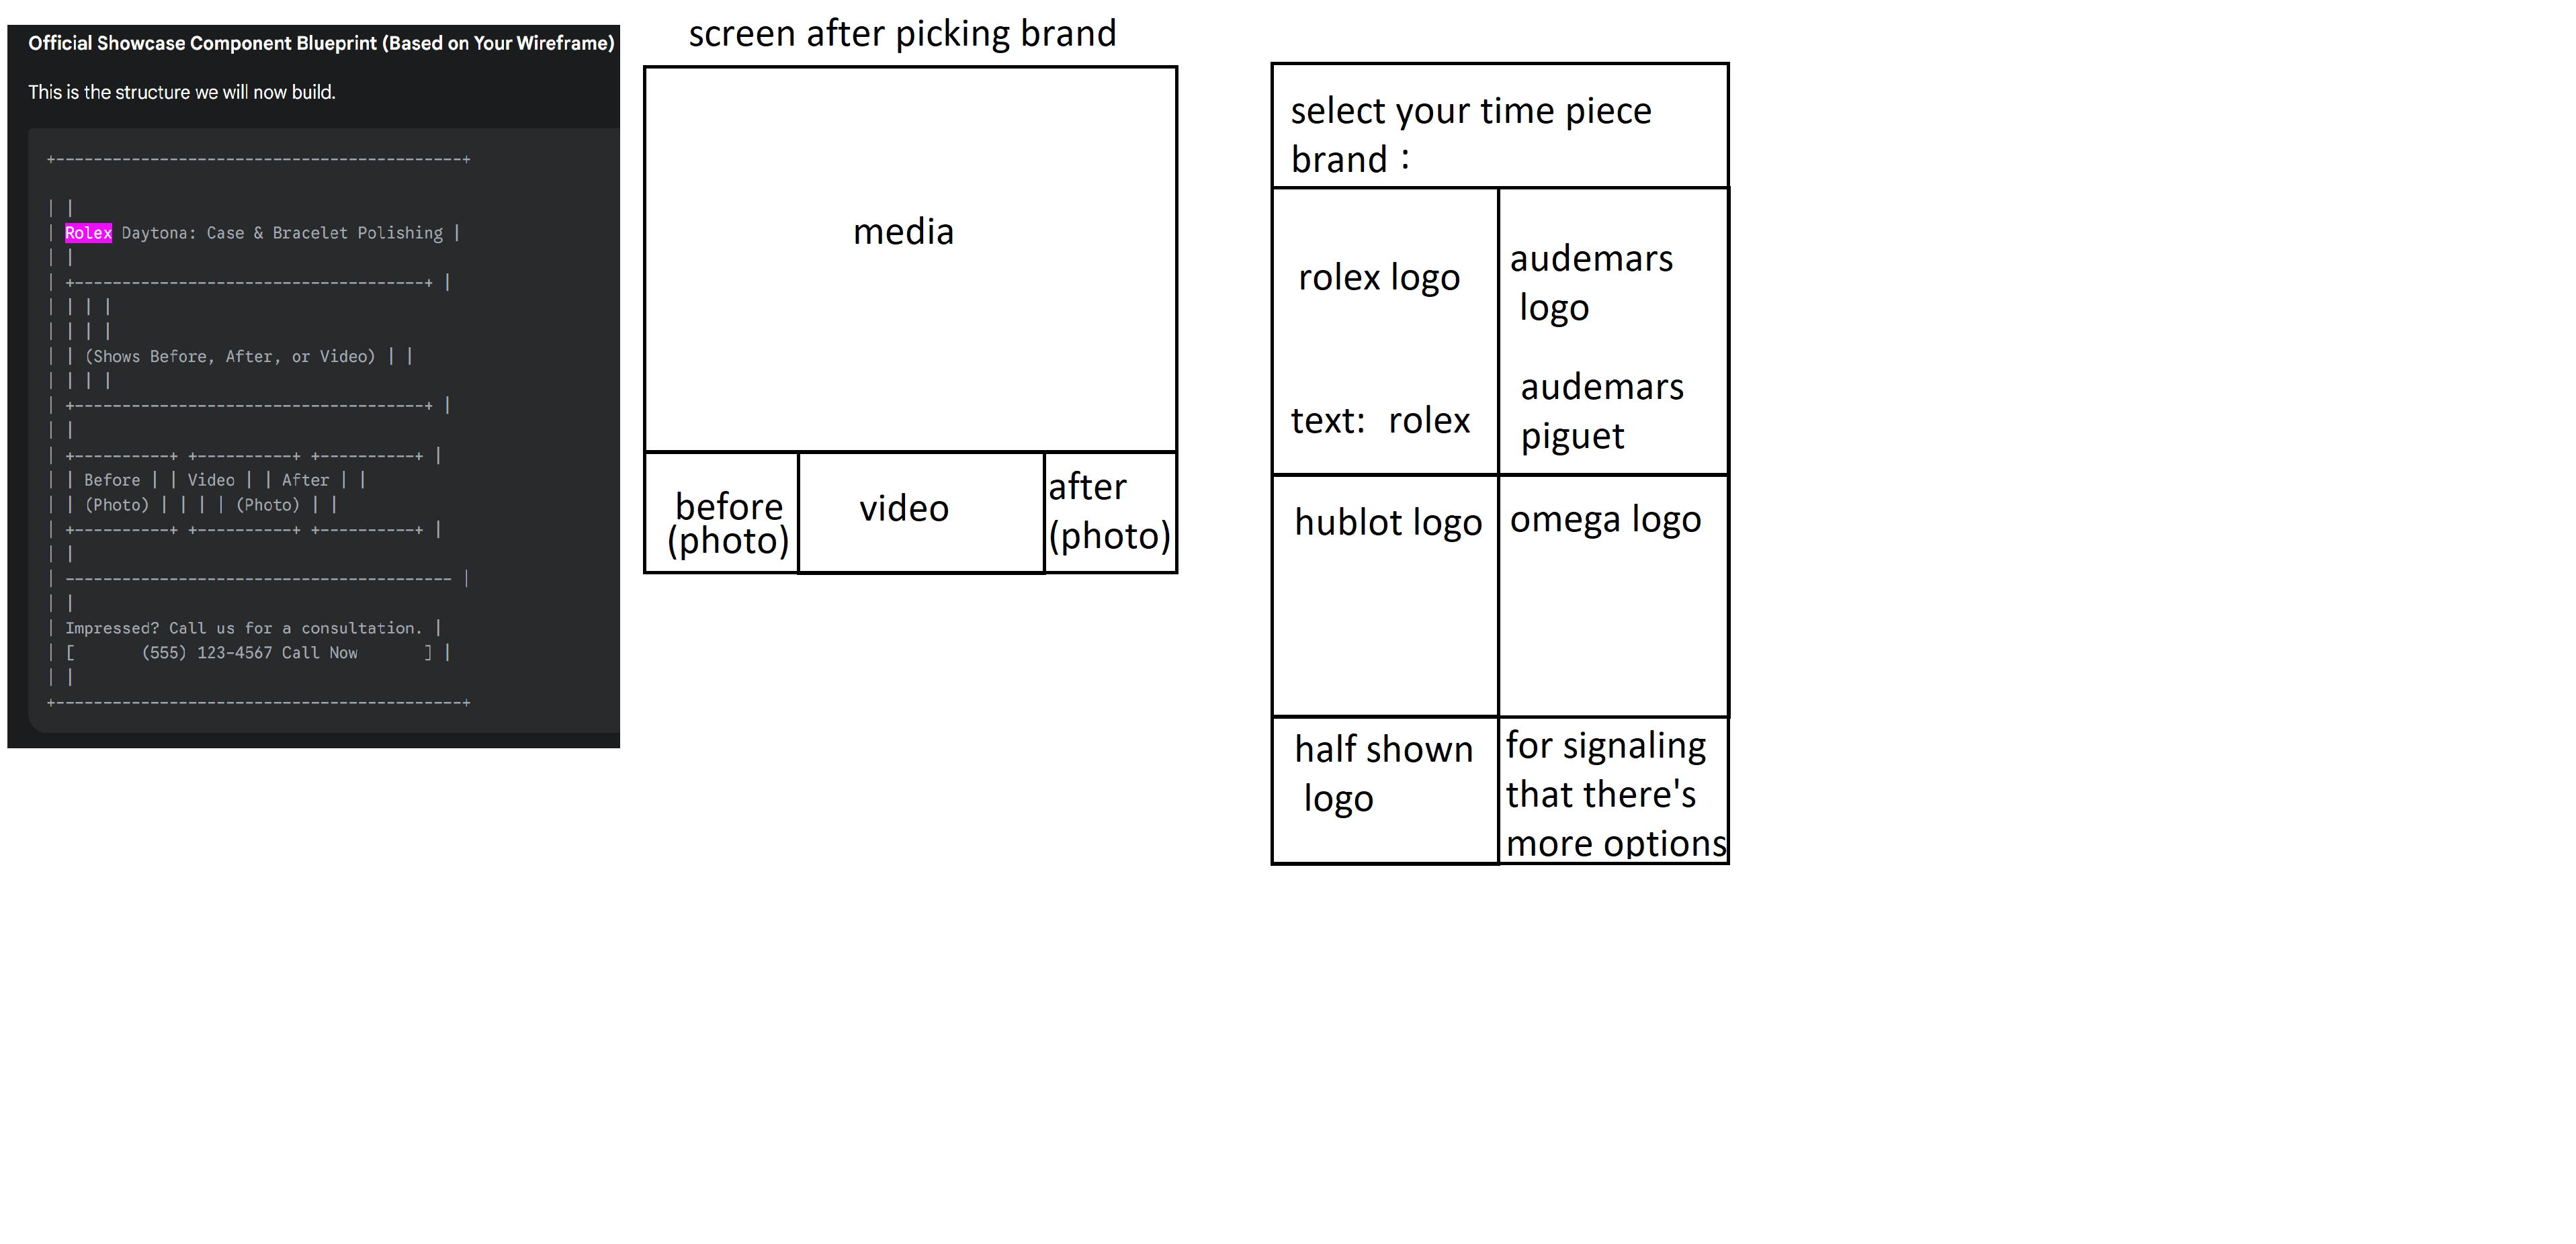 Official Showcase Component Blueprint (Based on Your Wireframe)
This is the structure we will now build.
+-------------------------------------------+
| |
| Rolex Daytona: Case & Bracelet Polishing |
| |
| +-------------------------------------+ |
| | | |
| | | |
| | (Shows Before, After, or Video) | |
| | | |
| +-------------------------------------+ |
| |
| +----------+ +----------+ +----------+ |
| | Before | | Video | | After | |
| | (Photo) | | | | (Photo) | |
| +----------+ +----------+ +----------+ |
| |
| ----------------------------------------- |
| |
| Impressed? Call us for a consultation. |
| [ (555) 123-4567 Call Now ] |
| |
+-------------------------------------------+
screen after picking brand
media
before
(photo)
video
after
(photo)
select your time piece
brand :
rolex logo
text: rolex
audemars
logo
audemars
piguet
hublot logo
omega logo
half shown
logo
for signaling
that there's
more options